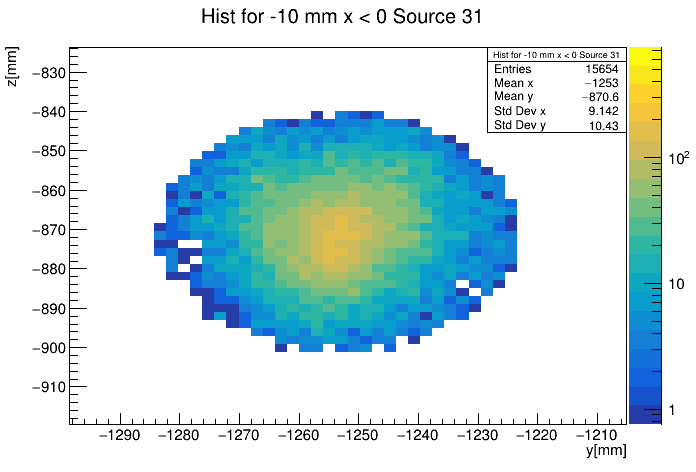 Hist for -10 mm x < 0 Source 31
z[mm]
Hist for -10 mm x < 0 Source 31
Entries 15654
Mean x −1253
Mean y −870.6
Std Dev x 9.142
Std Dev y 10.43
−830
−840
−850
−860
−870
−880
−890
−900
−910
10²
10
1
−1290 −1280 −1270 −1260 −1250 −1240 −1230 −1220 −1210
y[mm]